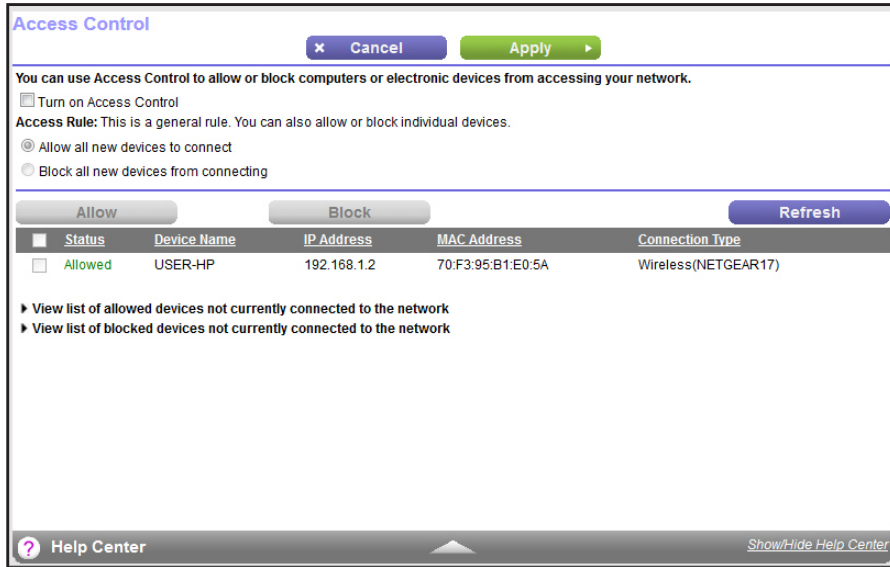 Access Control
Cancel Apply
You can use Access Control to allow or block computers or electronic devices from accessing your network.
Turn on Access Control
Access Rule: This is a general rule. You can also allow or block individual devices.
Allow all new devices to connect
Block all new devices from connecting
Allow Block Refresh
Status Device Name IP Address MAC Address Connection Type
Allowed USER-HP 192.168.1.2 70:F3:95:B1:E0:5A Wireless(NETGEAR17)
View list of allowed devices not currently connected to the network
View list of blocked devices not currently connected to the network
? Help Center Show/Hide Help Center